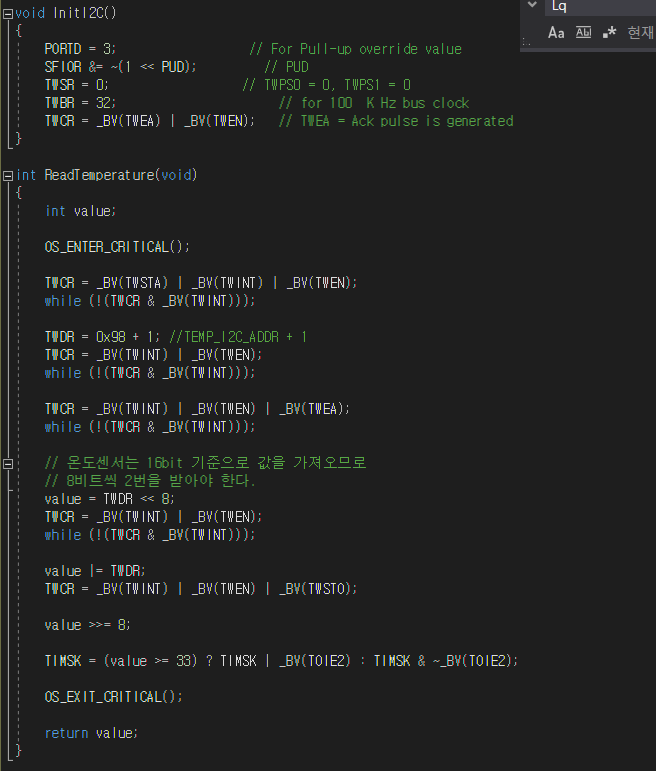 Lq
Aa Ab .* 현재
void InitI2C()
{
PORTD = 3; // For Pull-up override value
SFIOR &= ~(1 << PUD); // PUD
TWSR = 0; // TWPS0 = 0, TWPS1 = 0
TWBR = 32; // for 100 K Hz bus clock
TWCR = _BV(TWEA) | _BV(TWEN); // TWEA = Ack pulse is generated
}
int ReadTemperature(void)
{
int value;
OS_ENTER_CRITICAL();
TWCR = _BV(TWSTA) | _BV(TWINT) | _BV(TWEN);
while (!(TWCR & _BV(TWINT)));
TWDR = 0x98 + 1; //TEMP_I2C_ADDR + 1
TWCR = _BV(TWINT) | _BV(TWEN);
while (!(TWCR & _BV(TWINT)));
TWCR = _BV(TWINT) | _BV(TWEN) | _BV(TWEA);
while (!(TWCR & _BV(TWINT)));
// 온도센서는 16bit 기준으로 값을 가져오므로
// 8비트씩 2번을 받아야 한다.
value = TWDR << 8;
TWCR = _BV(TWINT) | _BV(TWEN);
while (!(TWCR & _BV(TWINT)));
value |= TWDR;
TWCR = _BV(TWINT) | _BV(TWEN) | _BV(TWSTO);
value >>= 8;
TIMSK = (value >= 33) ? TIMSK | _BV(TOIE2) : TIMSK & ~_BV(TOIE2);
OS_EXIT_CRITICAL();
return value;
}